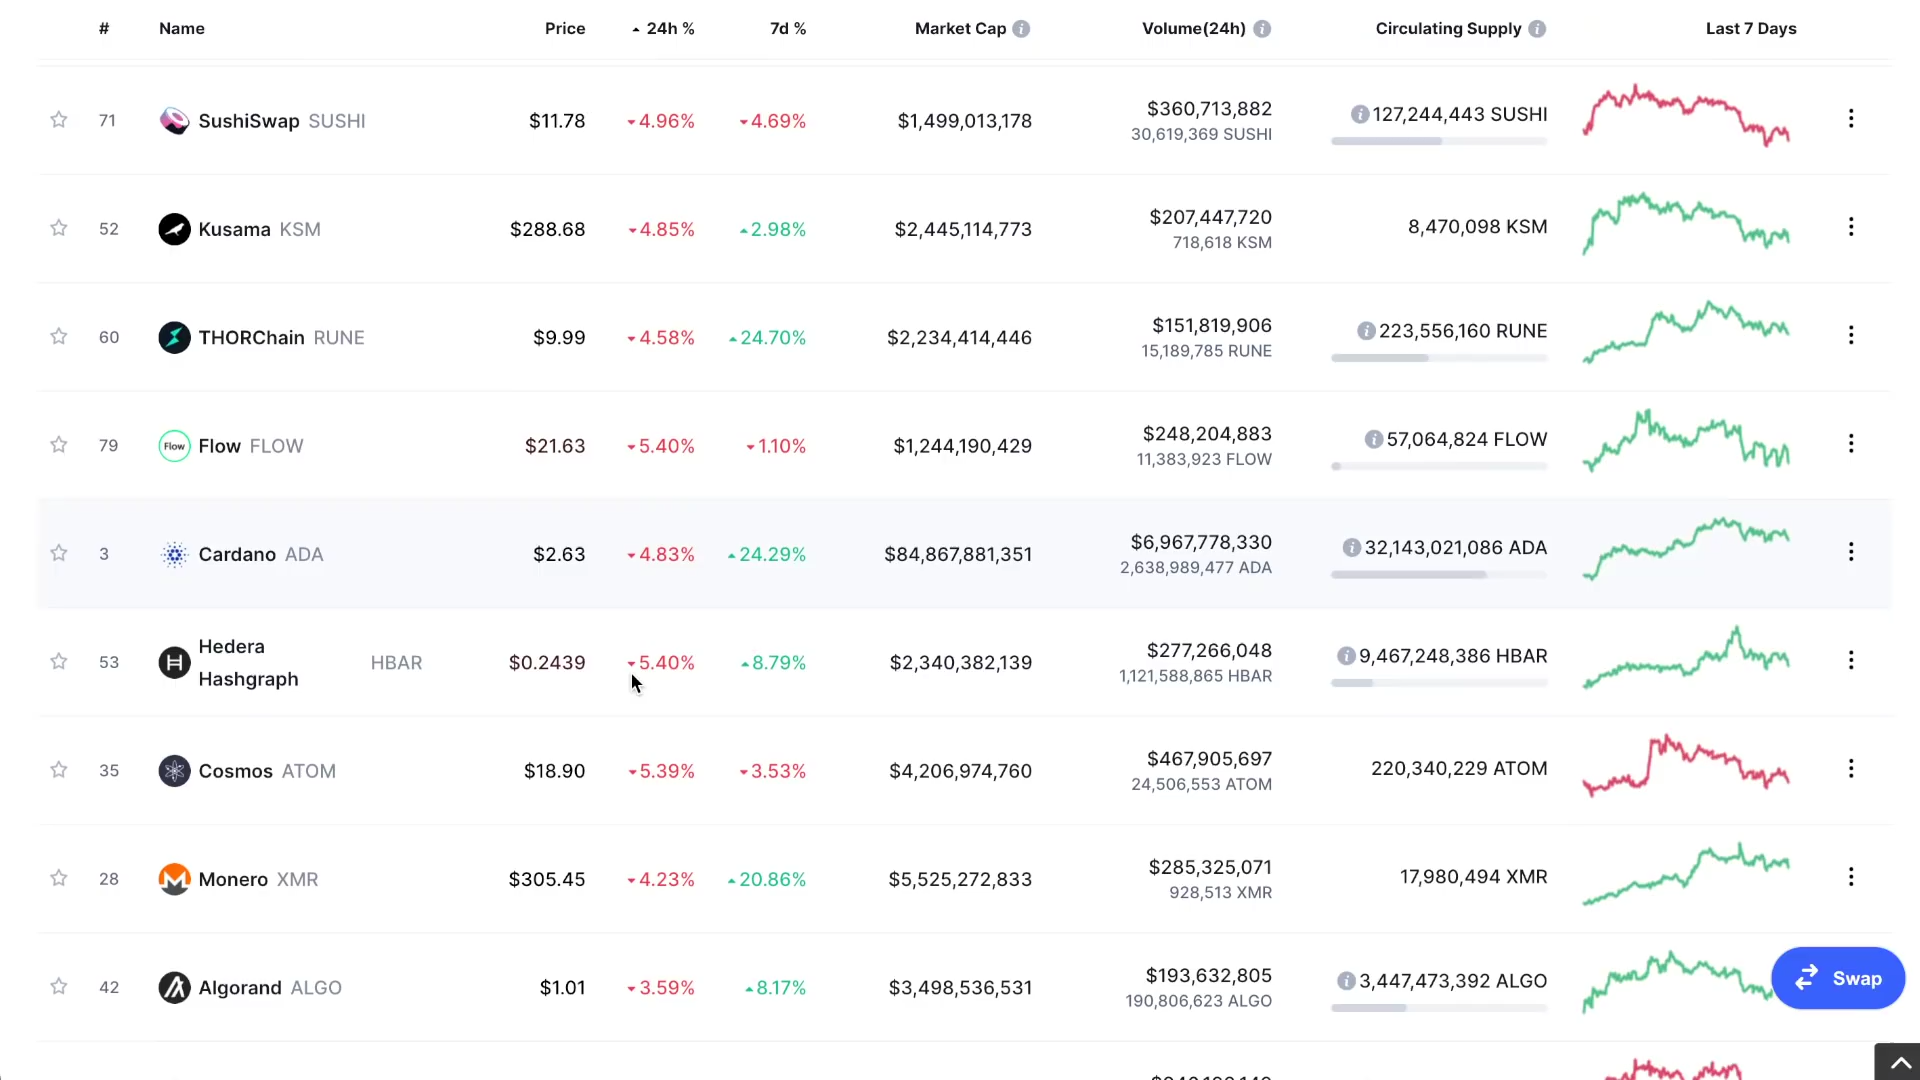 # Name Price 24h % 7d % Market Cap Volume(24h) Circulating Supply Last 7 Days
71 SushiSwap SUSHI $11.78 4.96% 4.69% $1,499,013,178 $360,713,882 127,244,443 SUSHI
30,619,369 SUSHI
52 Kusama KSM $288.68 4.85% 2.98% $2,445,114,773 $207,447,720 8,470,098 KSM
718,618 KSM
60 THORChain RUNE $9.99 4.58% 24.70% $2,234,414,446 $151,819,906 223,556,160 RUNE
15,189,785 RUNE
79 Flow Flow FLOW $21.63 5.40% 1.10% $1,244,190,429 $248,204,883 57,064,824 FLOW
11,383,923 FLOW
3 Cardano ADA $2.63 4.83% 24.29% $84,867,881,351 $6,967,778,330 32,143,021,086 ADA
2,638,989,477 ADA
53 Hedera Hashgraph HBAR $0.2439 5.40% 8.79% $2,340,382,139 $277,266,048 9,467,248,386 HBAR
1,121,588,865 HBAR
35 Cosmos ATOM $18.90 5.39% 3.53% $4,206,974,760 $467,905,697 220,340,229 ATOM
24,506,553 ATOM
28 Monero XMR $305.45 4.23% 20.86% $5,525,272,833 $285,325,071 17,980,494 XMR
928,513 XMR
42 Algorand ALGO $1.01 3.59% 8.17% $3,498,536,531 $193,632,805 3,447,473,392 ALGO
190,806,623 ALGO
Swap